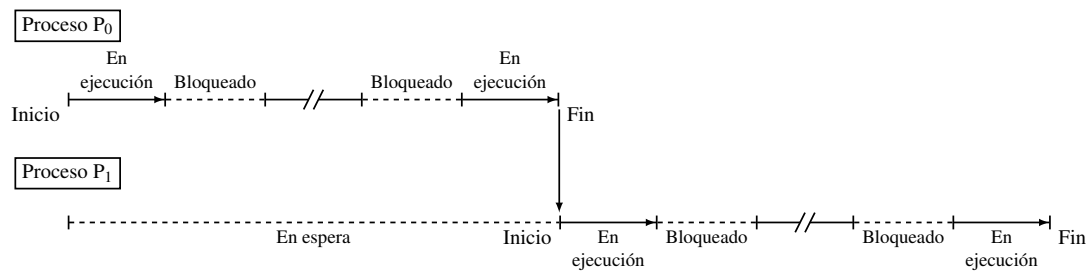 Proceso P0
En
ejecución
Bloqueado
Bloqueado
En
ejecución
Inicio
Fin
Proceso P1
En espera
Inicio
En
ejecución
Bloqueado
Bloqueado
En
ejecución
Fin